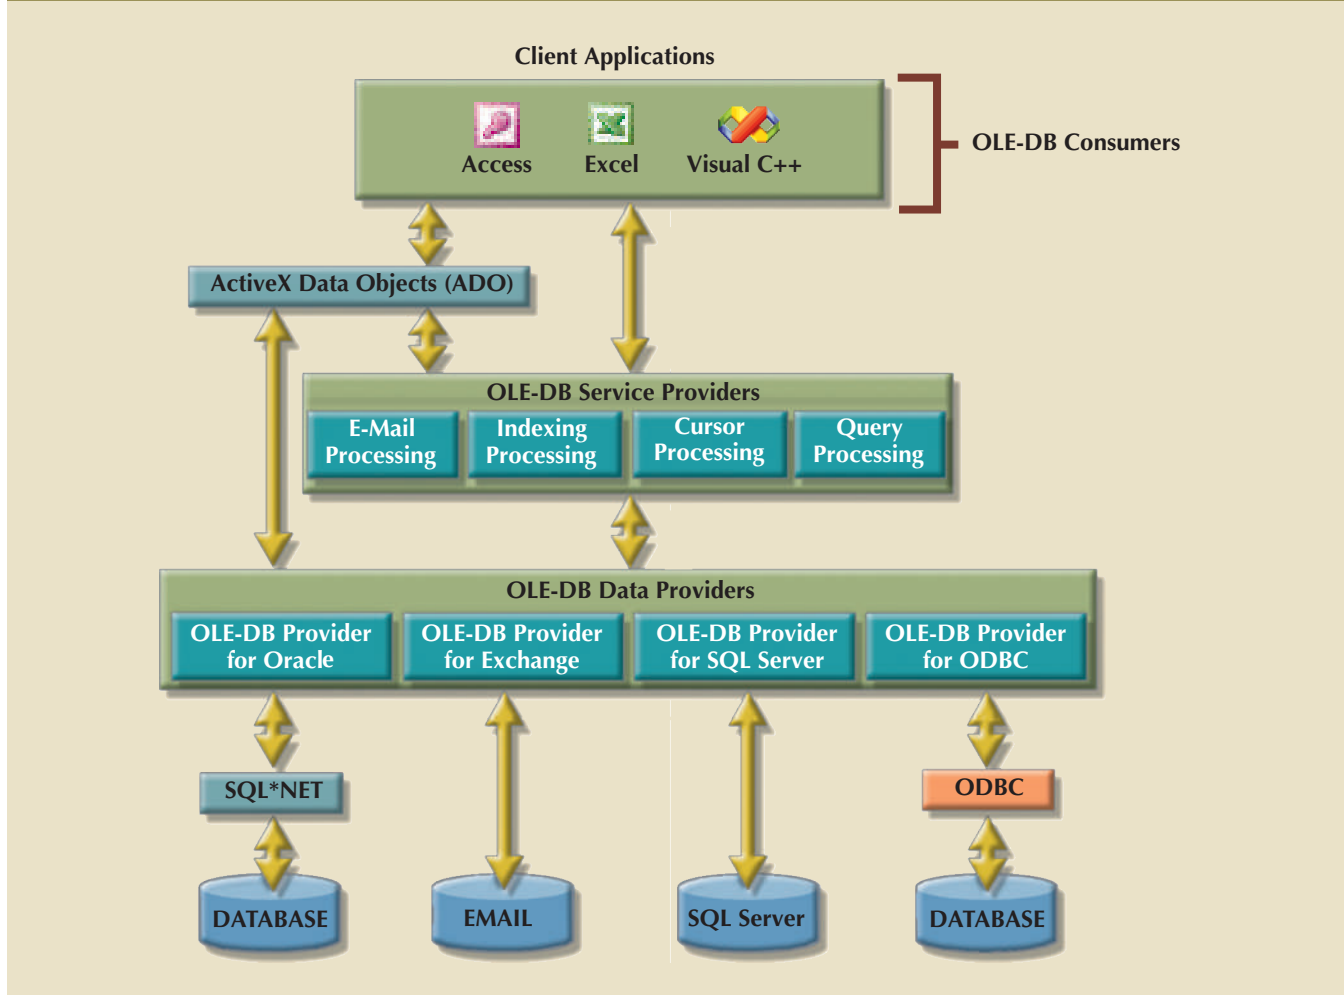 Client Applications
Access
Excel
Visual C++
OLE-DB Consumers
ActiveX Data Objects (ADO)
OLE-DB Service Providers
E-Mail
Processing
Indexing
Processing
Cursor
Processing
Query
Processing
OLE-DB Data Providers
OLE-DB Provider
for Oracle
OLE-DB Provider
for Exchange
OLE-DB Provider
for SQL Server
OLE-DB Provider
for ODBC
SQL*NET
ODBC
DATABASE
EMAIL
SQL Server
DATABASE